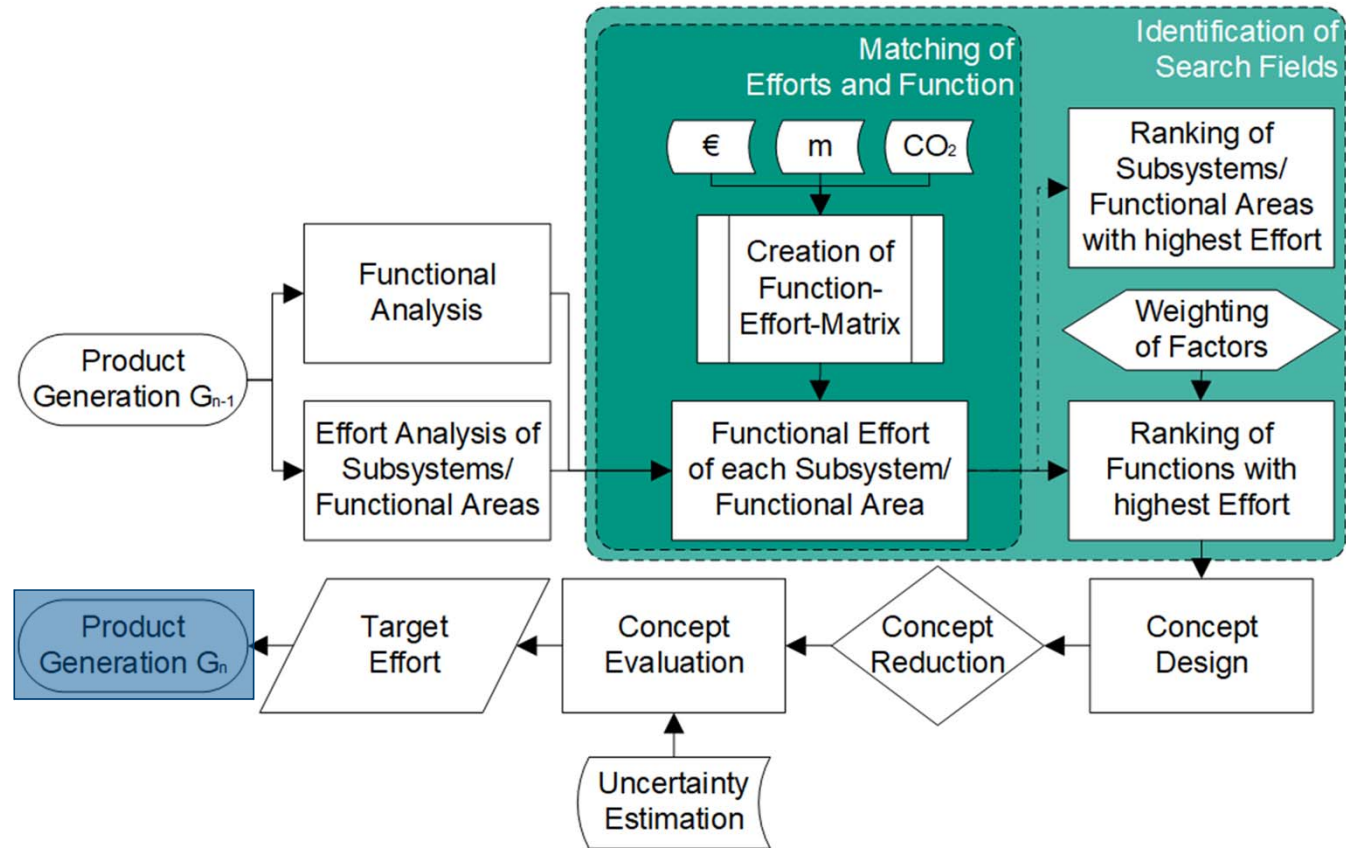 Identification of
Search Fields
Matching of
Efforts and Function
€
m
CO₂
Ranking of
Subsystems/
Functional Areas
with highest Effort
Creation of
Function-
Effort-Matrix
Functional
Analysis
Weighting
of Factors
Product
Generation Gn-1
Effort Analysis of
Subsystems/
Functional Areas
Functional Effort
of each Subsystem/
Functional Area
Ranking of
Functions with
highest Effort
Product
Generation Gn
Target
Effort
Concept
Evaluation
Concept
Reduction
Concept
Design
Uncertainty
Estimation